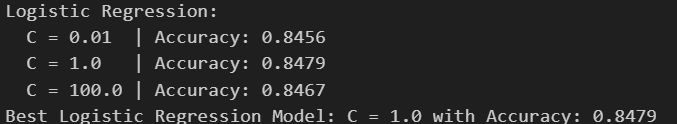 Logistic Regression:
  C = 0.01  | Accuracy: 0.8456
  C = 1.0   | Accuracy: 0.8479
  C = 100.0 | Accuracy: 0.8467
Best Logistic Regression Model: C = 1.0 with Accuracy: 0.8479